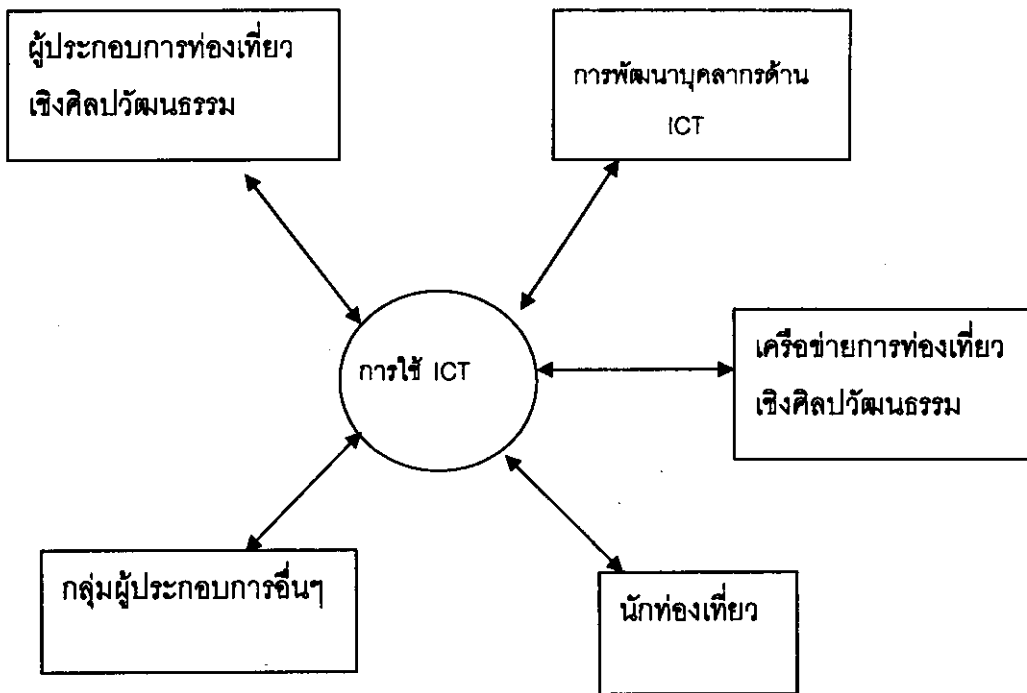 ผู้ประกอบการท่องเที่ยว
เชิงศิลปวัฒนธรรม
การพัฒนาบุคลากรด้าน
ICT
การใช้ ICT
เครือข่ายการท่องเที่ยว
เชิงศิลปวัฒนธรรม
กลุ่มผู้ประกอบการอื่นๆ
นักท่องเที่ยว